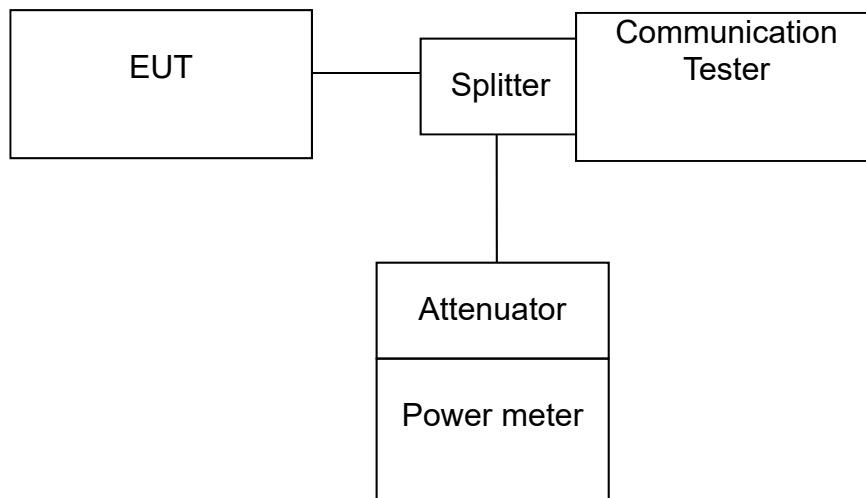 EUT
Splitter
Communication
Tester
Attenuator
Power meter